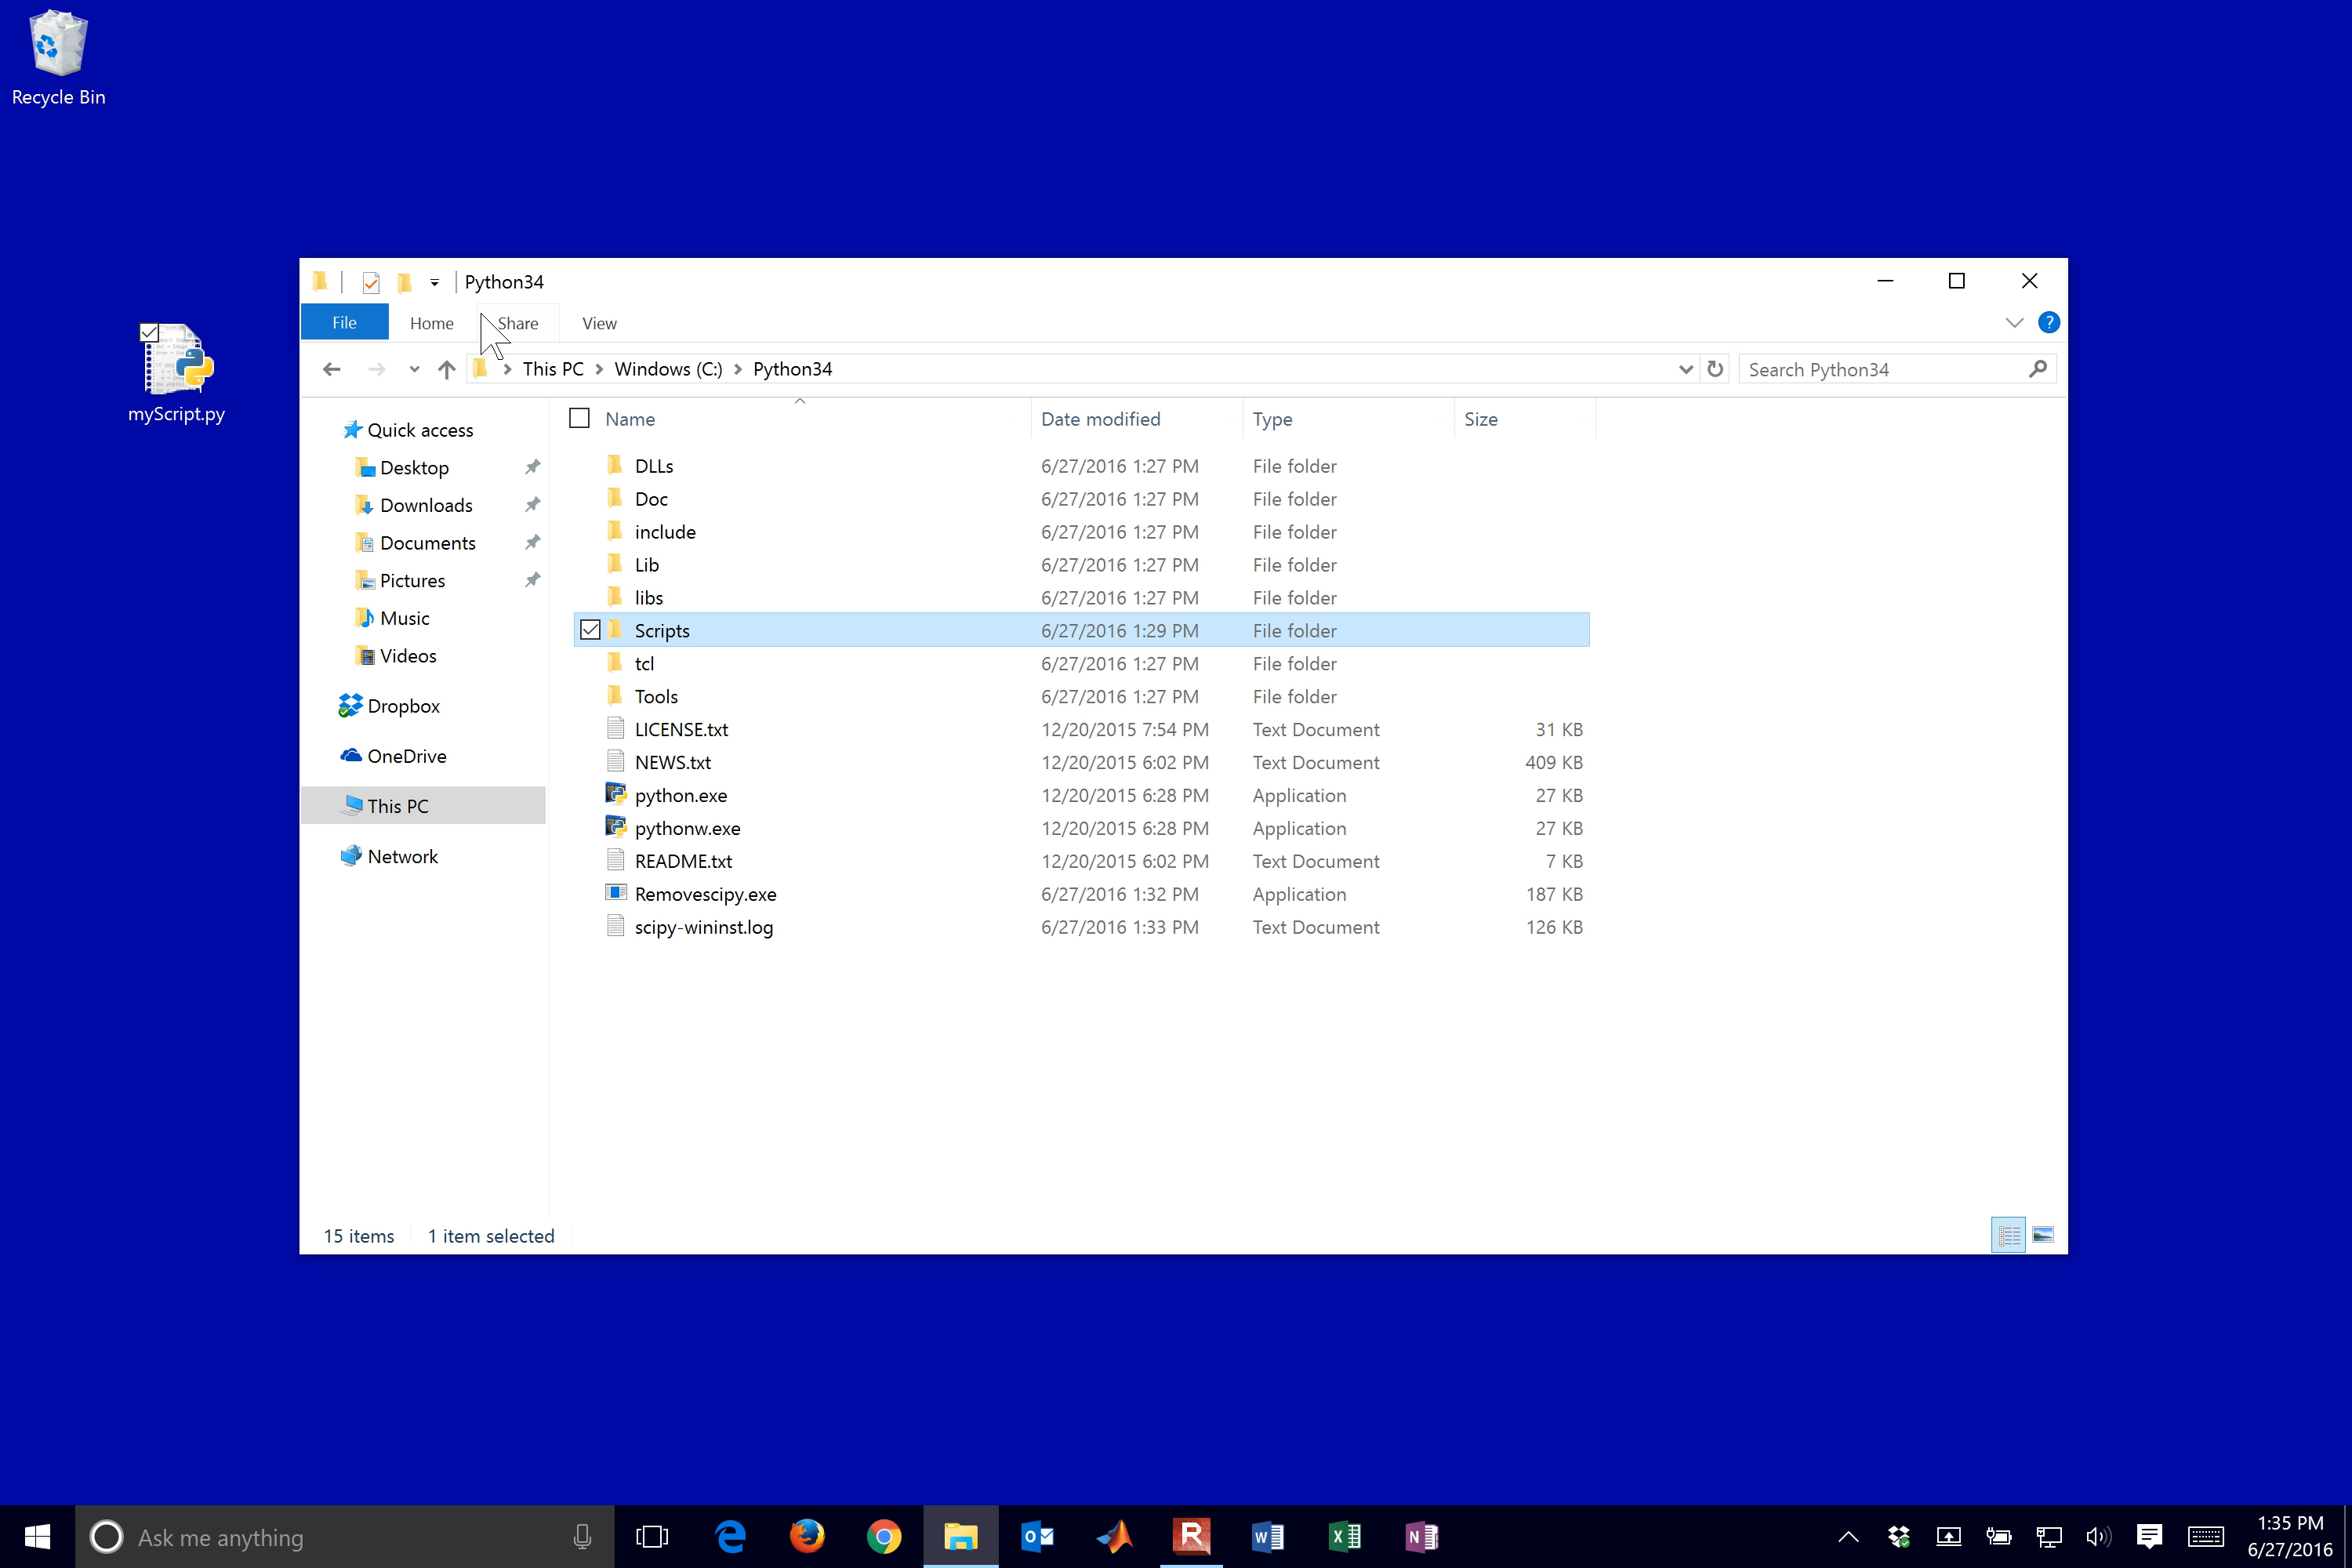 Recycle Bin
myScript.py
Python34
File Home Share View
This PC Windows (C:) Python34
Search Python34
Name Date modified Type Size
Quick access
Desktop
Downloads
Documents
Pictures
Music
Videos
Dropbox
OneDrive
This PC
Network
DLLs 6/27/2016 1:27 PM File folder
Doc 6/27/2016 1:27 PM File folder
include 6/27/2016 1:27 PM File folder
Lib 6/27/2016 1:27 PM File folder
libs 6/27/2016 1:27 PM File folder
Scripts 6/27/2016 1:29 PM File folder
tcl 6/27/2016 1:27 PM File folder
Tools 6/27/2016 1:27 PM File folder
LICENSE.txt 12/20/2015 7:54 PM Text Document 31 KB
NEWS.txt 12/20/2015 6:02 PM Text Document 409 KB
python.exe 12/20/2015 6:28 PM Application 27 KB
pythonw.exe 12/20/2015 6:28 PM Application 27 KB
README.txt 12/20/2015 6:02 PM Text Document 7 KB
Removescipy.exe 6/27/2016 1:32 PM Application 187 KB
scipy-wininst.log 6/27/2016 1:33 PM Text Document 126 KB
15 items 1 item selected
Ask me anything
1:35 PM
6/27/2016